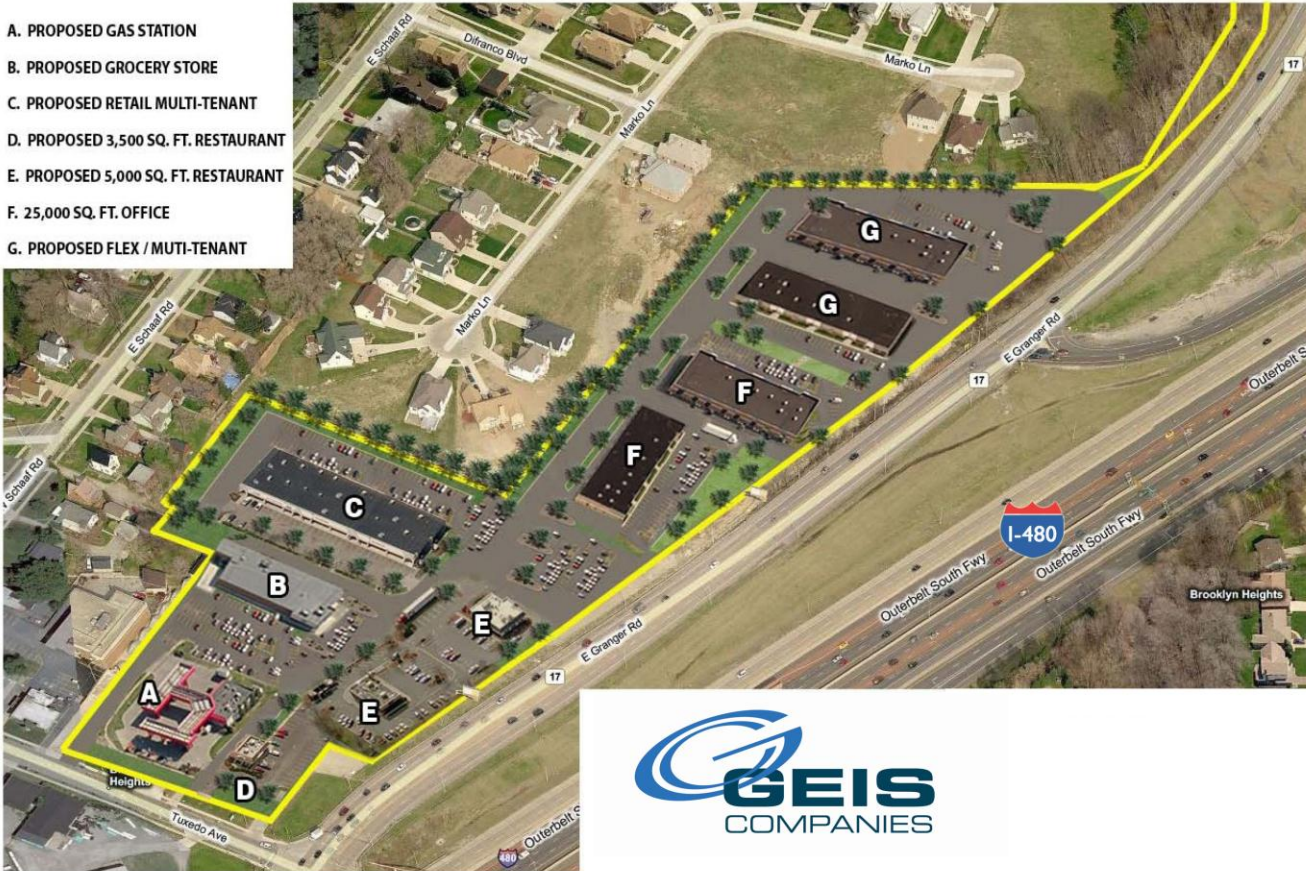 A. PROPOSED GAS STATION
B. PROPOSED GROCERY STORE
C. PROPOSED RETAIL MULTI-TENANT
D. PROPOSED 3,500 SQ. FT. RESTAURANT
E. PROPOSED 5,000 SQ. FT. RESTAURANT
F. 25,000 SQ. FT. OFFICE
G. PROPOSED FLEX / MUTI-TENANT
E Schaaf Rd
Difranco Blvd
Marko Ln
Marko Ln
17
E Schaaf Rd
Marko Ln
G
G
E Granger Rd
17
F
F
Outerbelt S
Schaaf Rd
C
I-480
Outerbelt South Fwy
Outerbelt South Fwy
Brooklyn Heights
B
E
E Granger Rd
17
A
E
D
Heights
Tuxedo Ave
480
Outerbelt S
GEIS
COMPANIES